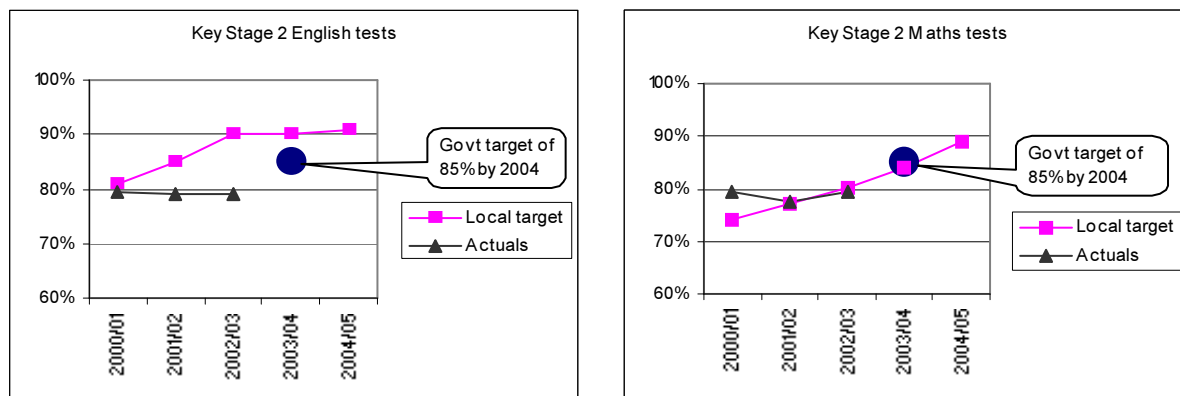 Key Stage 2 English tests
100%
90%
80%
70%
60%
2000/01
2001/02
2002/03
2003/04
2004/05
Govt target of
85% by 2004
Local target
Actuals
Key Stage 2 Maths tests
100%
90%
80%
70%
60%
2000/01
2001/02
2002/03
2003/04
2004/05
Govt target of
85% by 2004
Local target
Actuals